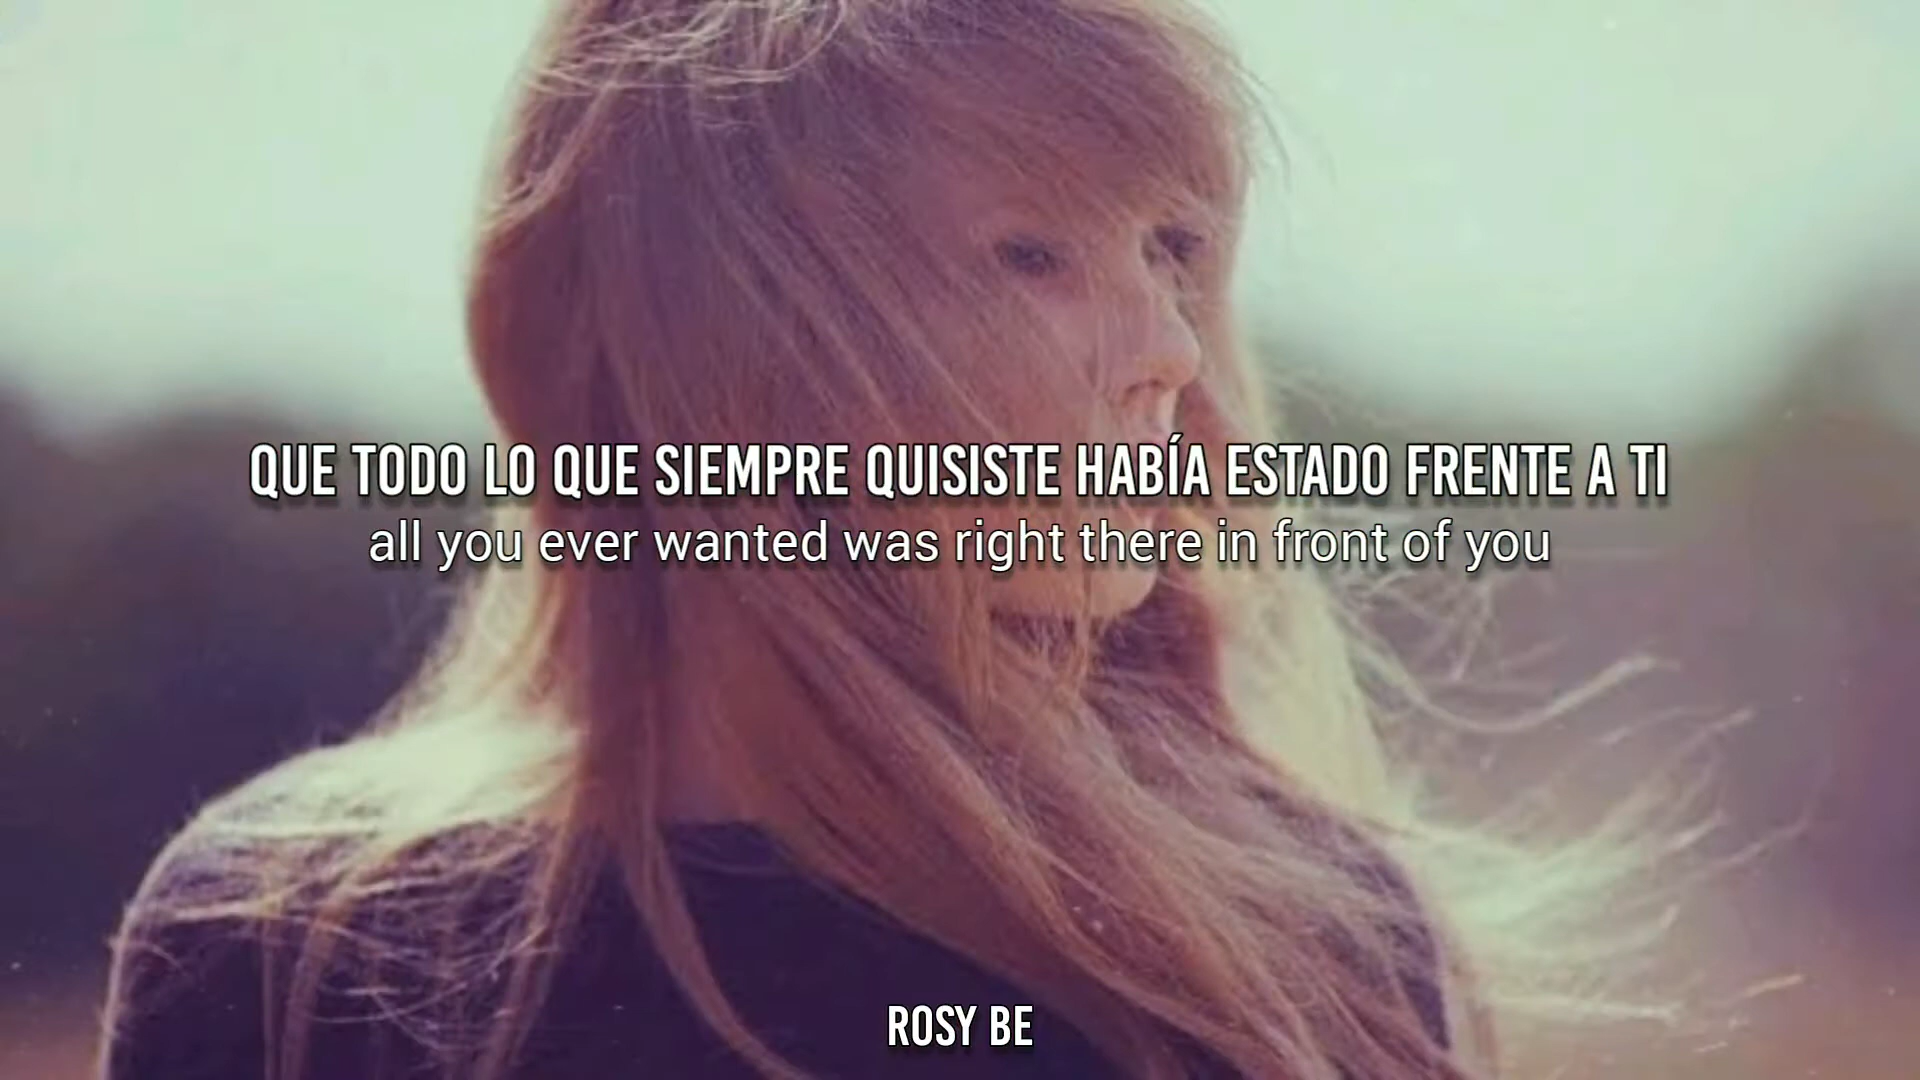 QUE TODO LO QUE SIEMPRE QUISISTE HABÍA ESTADO FRENTE A TI
all you ever wanted was right there in front of you
ROSY BE